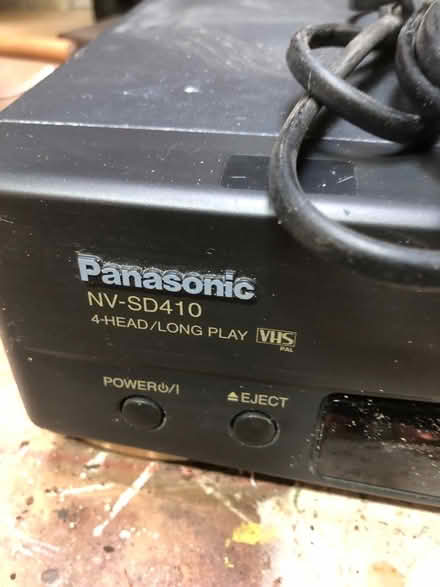 Panasonic
NV-SD410
4-HEAD/LONG PLAY VHS
PAL
POWER⏻/I
⏏EJECT